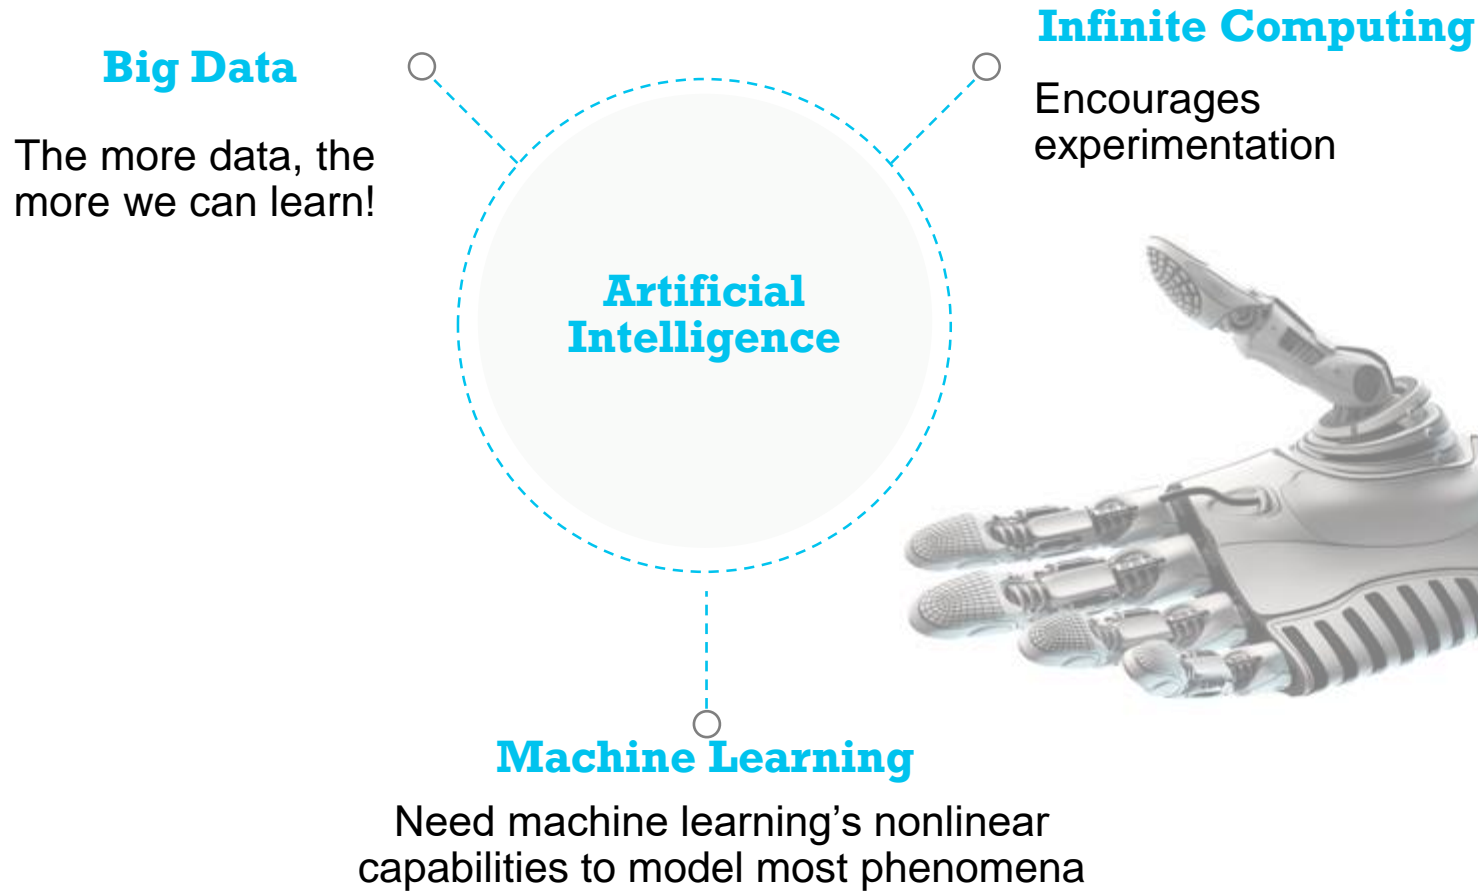 Big Data
The more data, the
more we can learn!
Infinite Computing
Encourages
experimentation
Artificial
Intelligence
Machine Learning
Need machine learning’s nonlinear
capabilities to model most phenomena